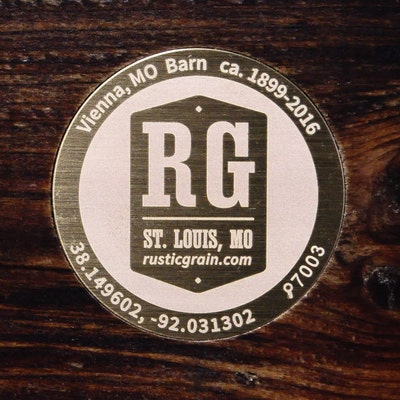 Vienna, MO Barn ca. 1899-2016
RG
ST. LOUIS, MO
rusticgrain.com
38.149602, -92.031302
P7003